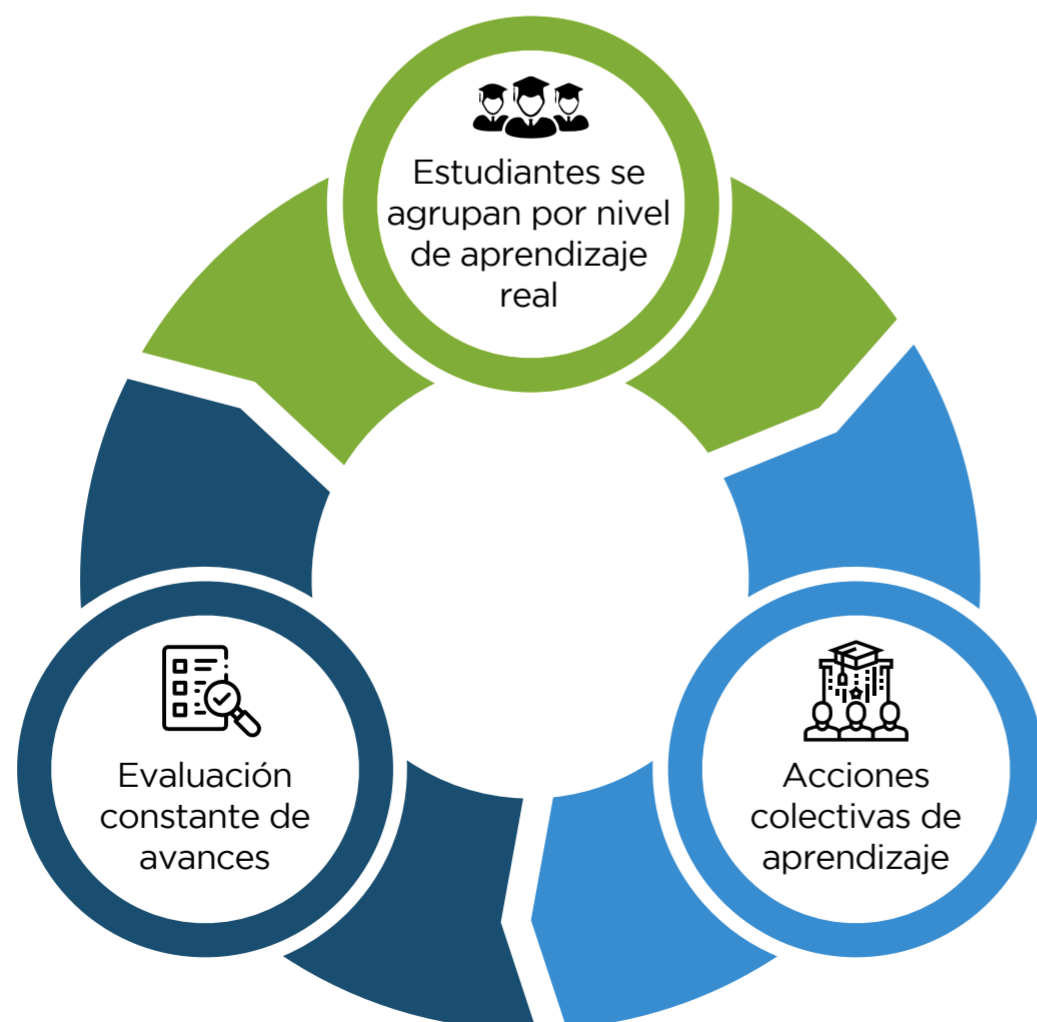 Estudiantes se
agrupan por nivel
de aprendizaje
real
Acciones
colectivas de
aprendizaje
Evaluación
constante de
avances